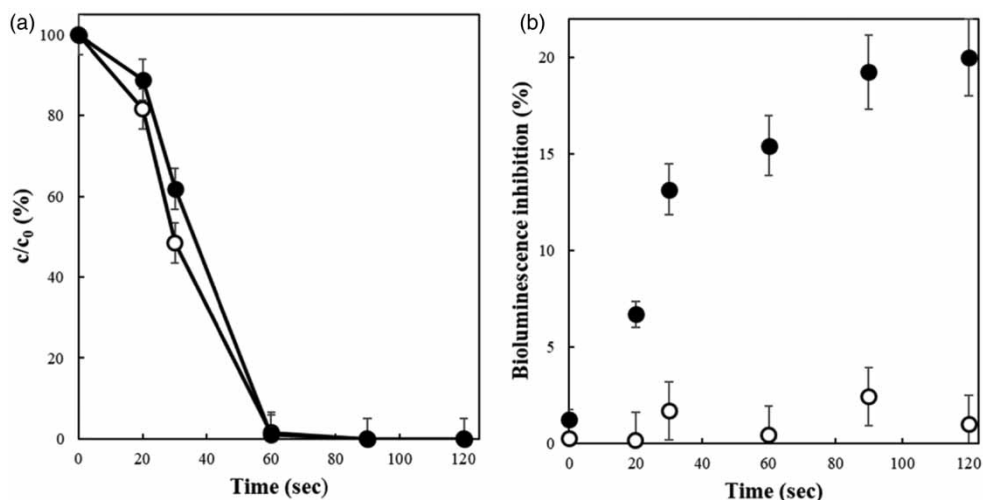 (a)
100
80
60
40
20
0
c/c₀ (%)
0 20 40 60 80 100 120
Time (sec)
(b)
20
15
10
5
0
Bioluminescence inhibition (%)
0 20 40 60 80 100 120
Time (sec)